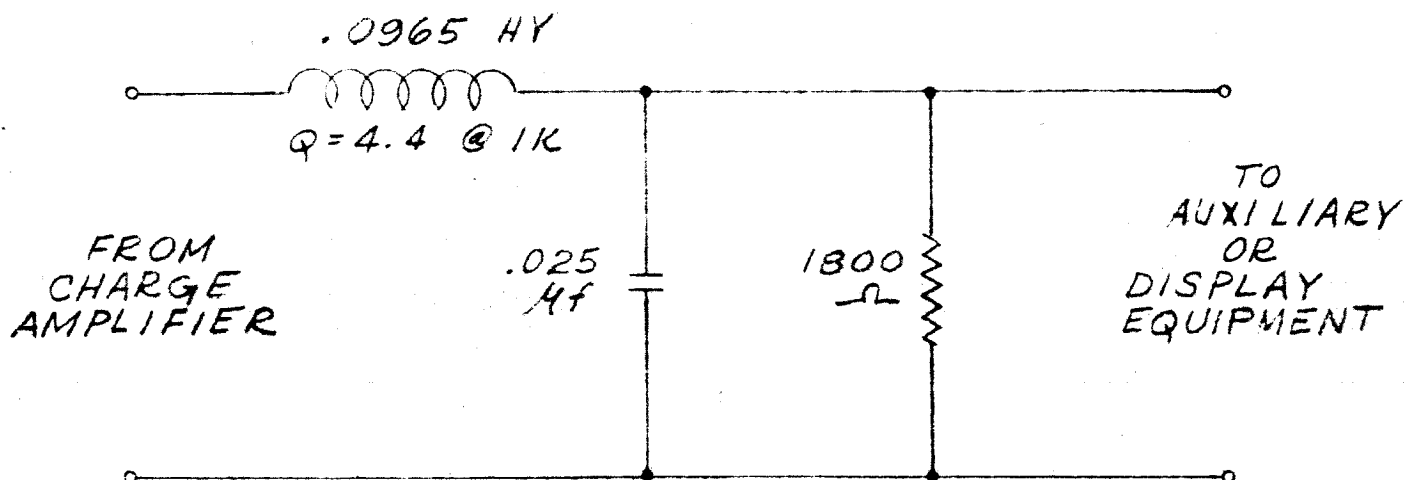 .0965 HY
Q=4.4 @ 1K
FROM
CHARGE
AMPLIFIER
.025
µf
1800
Ω
TO
AUXILIARY
OR
DISPLAY
EQUIPMENT